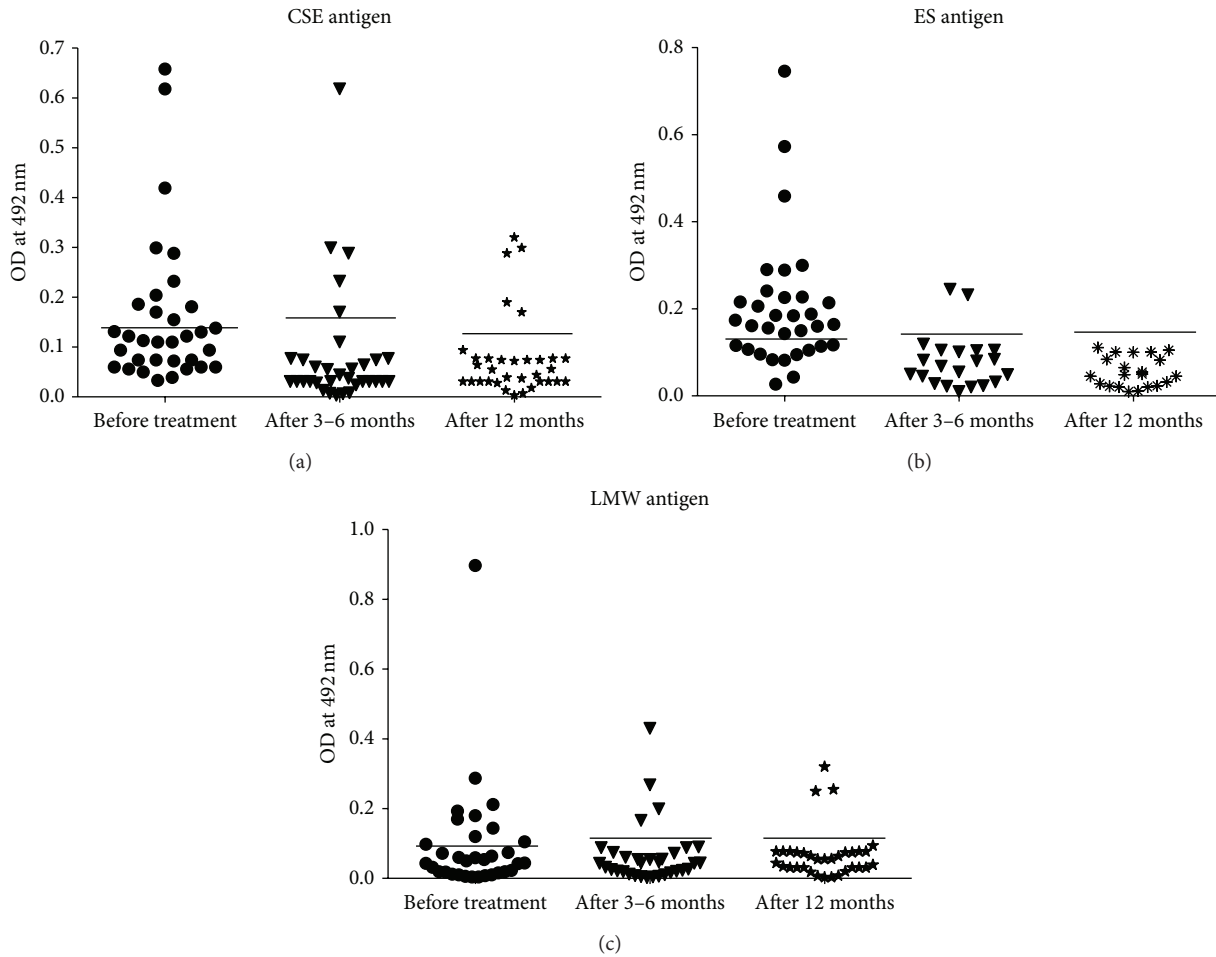 CSE antigen
OD at 492 nm
0.7
0.6
0.5
0.4
0.3
0.2
0.1
0.0
Before treatment After 3–6 months After 12 months
(a)
ES antigen
OD at 492 nm
0.8
0.6
0.4
0.2
0.0
Before treatment After 3–6 months After 12 months
(b)
LMW antigen
OD at 492 nm
1.0
0.8
0.6
0.4
0.2
0.0
Before treatment After 3–6 months After 12 months
(c)